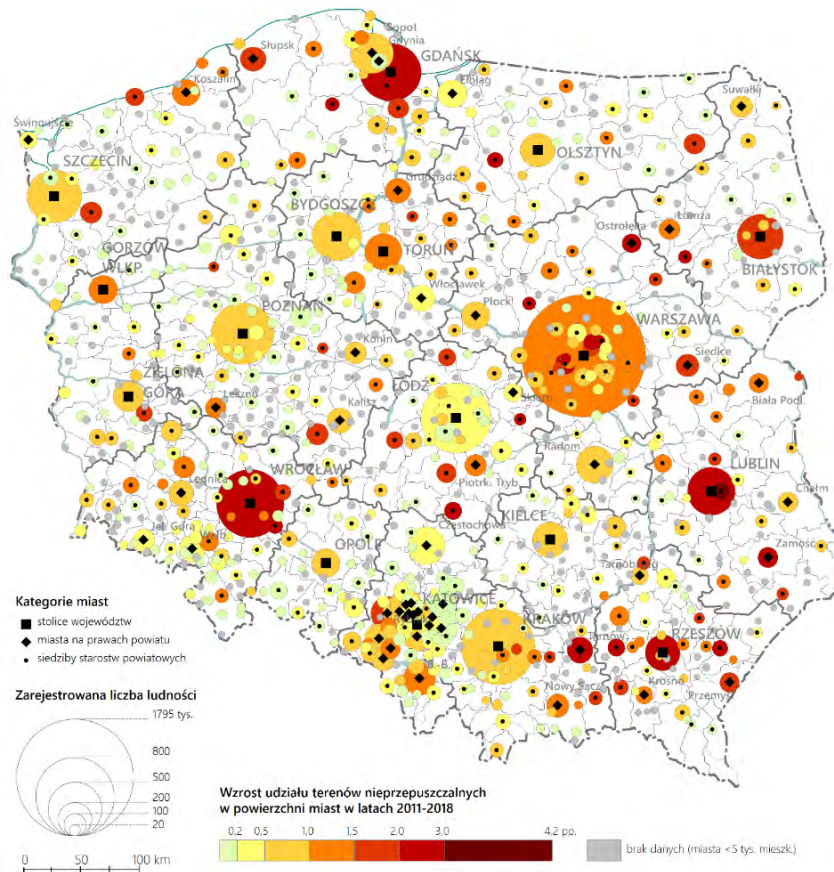 Sopot
Gdynia
Słupsk
GDAŃSK
Koszalin
Elbląg
Suwałki
Świnoujście
SZCZECIN
OLSZTYN
Grudziądz
BYDGOSZCZ
Ostrołęka
Łomża
TORUŃ
BIAŁYSTOK
GORZÓW
WLKP.
Włocławek
POZNAŃ
Płock
WARSZAWA
Konin
Siedlce
ZIELONA
GÓRA
ŁÓDŹ
Leszno
Skiern.
Kalisz
Biała Podl.
Radom
WROCŁAW
LUBLIN
Legnica
Piotrk. Tryb.
Chełm
Jel. Góra
Wałb.
Częstochowa
KIELCE
OPOLE
Zamość
Tarnobrzeg
KATOWICE
KRAKÓW
Tarnów
RZESZÓW
B.-B.
Nowy Sącz
Krosno
Przemyśl
Kategorie miast
stolice województw
miasta na prawach powiatu
siedziby starostw powiatowych
Zarejestrowana liczba ludności
1795 tys.
800
500
200
100
20
0 50 100 km
Wzrost udziału terenów nieprzepuszczalnych
w powierzchni miast w latach 2011-2018
0,2 0,5 1,0 1,5 2,0 3,0 4.2 pp.
brak danych (miasta <5 tys. mieszk.)